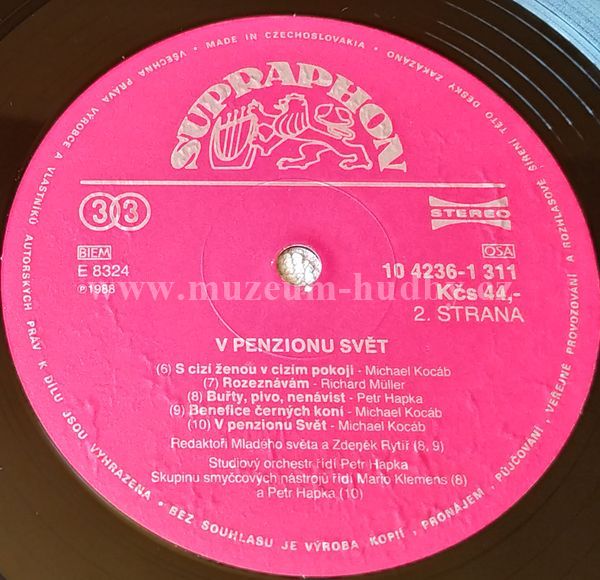 VŠECHNA PRÁVA VÝROBCE A VLASTNÍKŮ AUTORSKÝCH PRÁV K DÍLU JSOU VYHRAZENA • BEZ SOUHLASU JE VÝROBA KOPIÍ, PRONÁJEM, PŮJČOVÁNÍ, VEŘEJNÉ PROVOZOVÁNÍ A ROZHLASOVÉ ŠÍŘENÍ TÉTO DESKY ZAKÁZÁNO
• MADE IN CZECHOSLOVAKIA •
SUPRAPHON
33
STEREO
BIEM
OSA
E 8324
10 4236-1 311
℗1988
Kčs 44,-
www.muzeum-hudby.cz
2. STRANA
V PENZIONU SVĚT
(6) S cizí ženou v cizím pokoji - Michael Kocáb
(7) Rozeznávám - Richard Müller
(8) Buřty, pivo, nenávist - Petr Hapka
(9) Benefice černých koní - Michael Kocáb
(10) V penzionu Svět - Michael Kocáb
Redaktoři Mladého světa a Zdeněk Rytíř (8, 9)
Studiový orchestr řídí Petr Hapka
Skupinu smyčcových nástrojů řídí Mario Klemens (8)
a Petr Hapka (10)